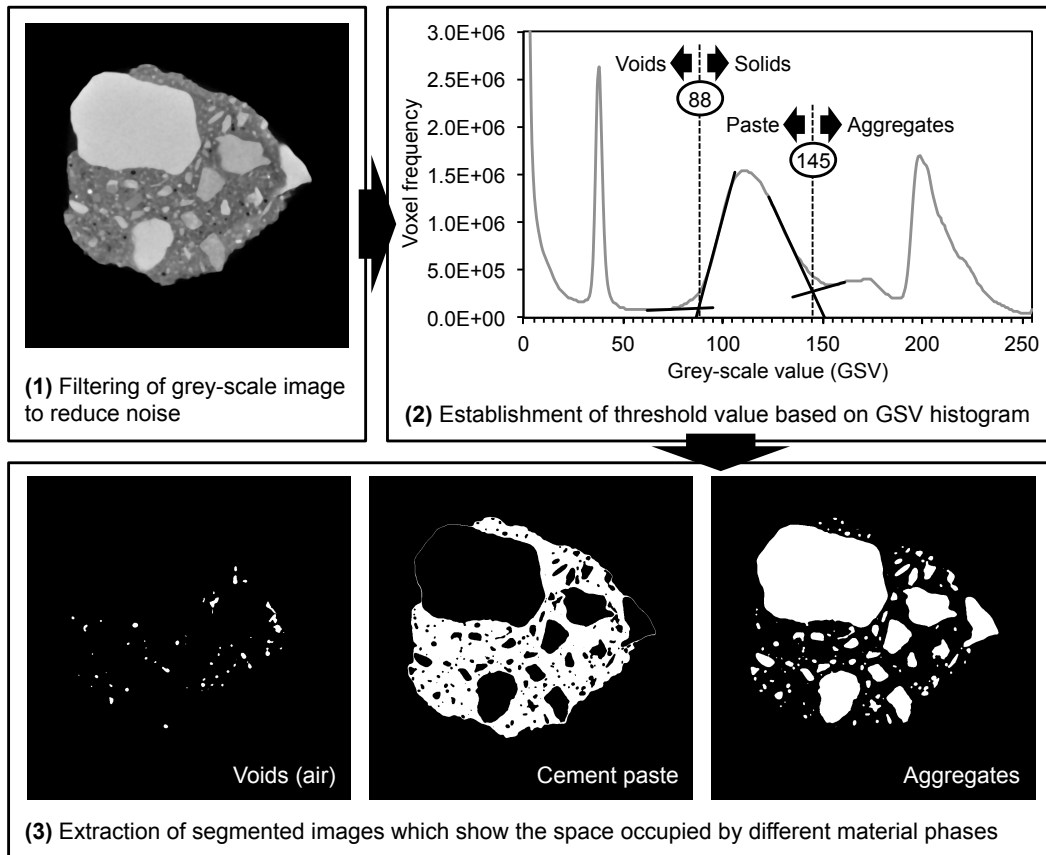 (1) Filtering of grey-scale image
to reduce noise
3.0E+06
2.5E+06
2.0E+06
1.5E+06
1.0E+06
5.0E+05
0.0E+00
Voxel frequency
Voids
Solids
88
Paste
Aggregates
145
0
50
100
150
200
250
Grey-scale value (GSV)
(2) Establishment of threshold value based on GSV histogram
Voids (air)
Cement paste
Aggregates
(3) Extraction of segmented images which show the space occupied by different material phases